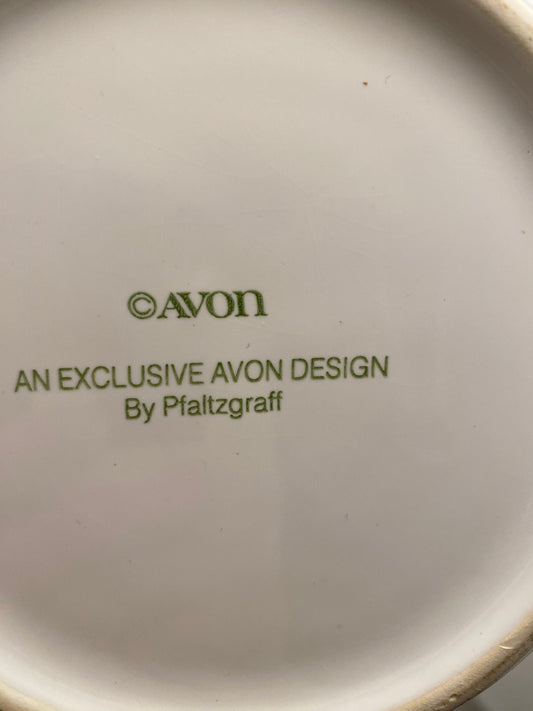 ©AVON
AN EXCLUSIVE AVON DESIGN
By Pfaltzgraff